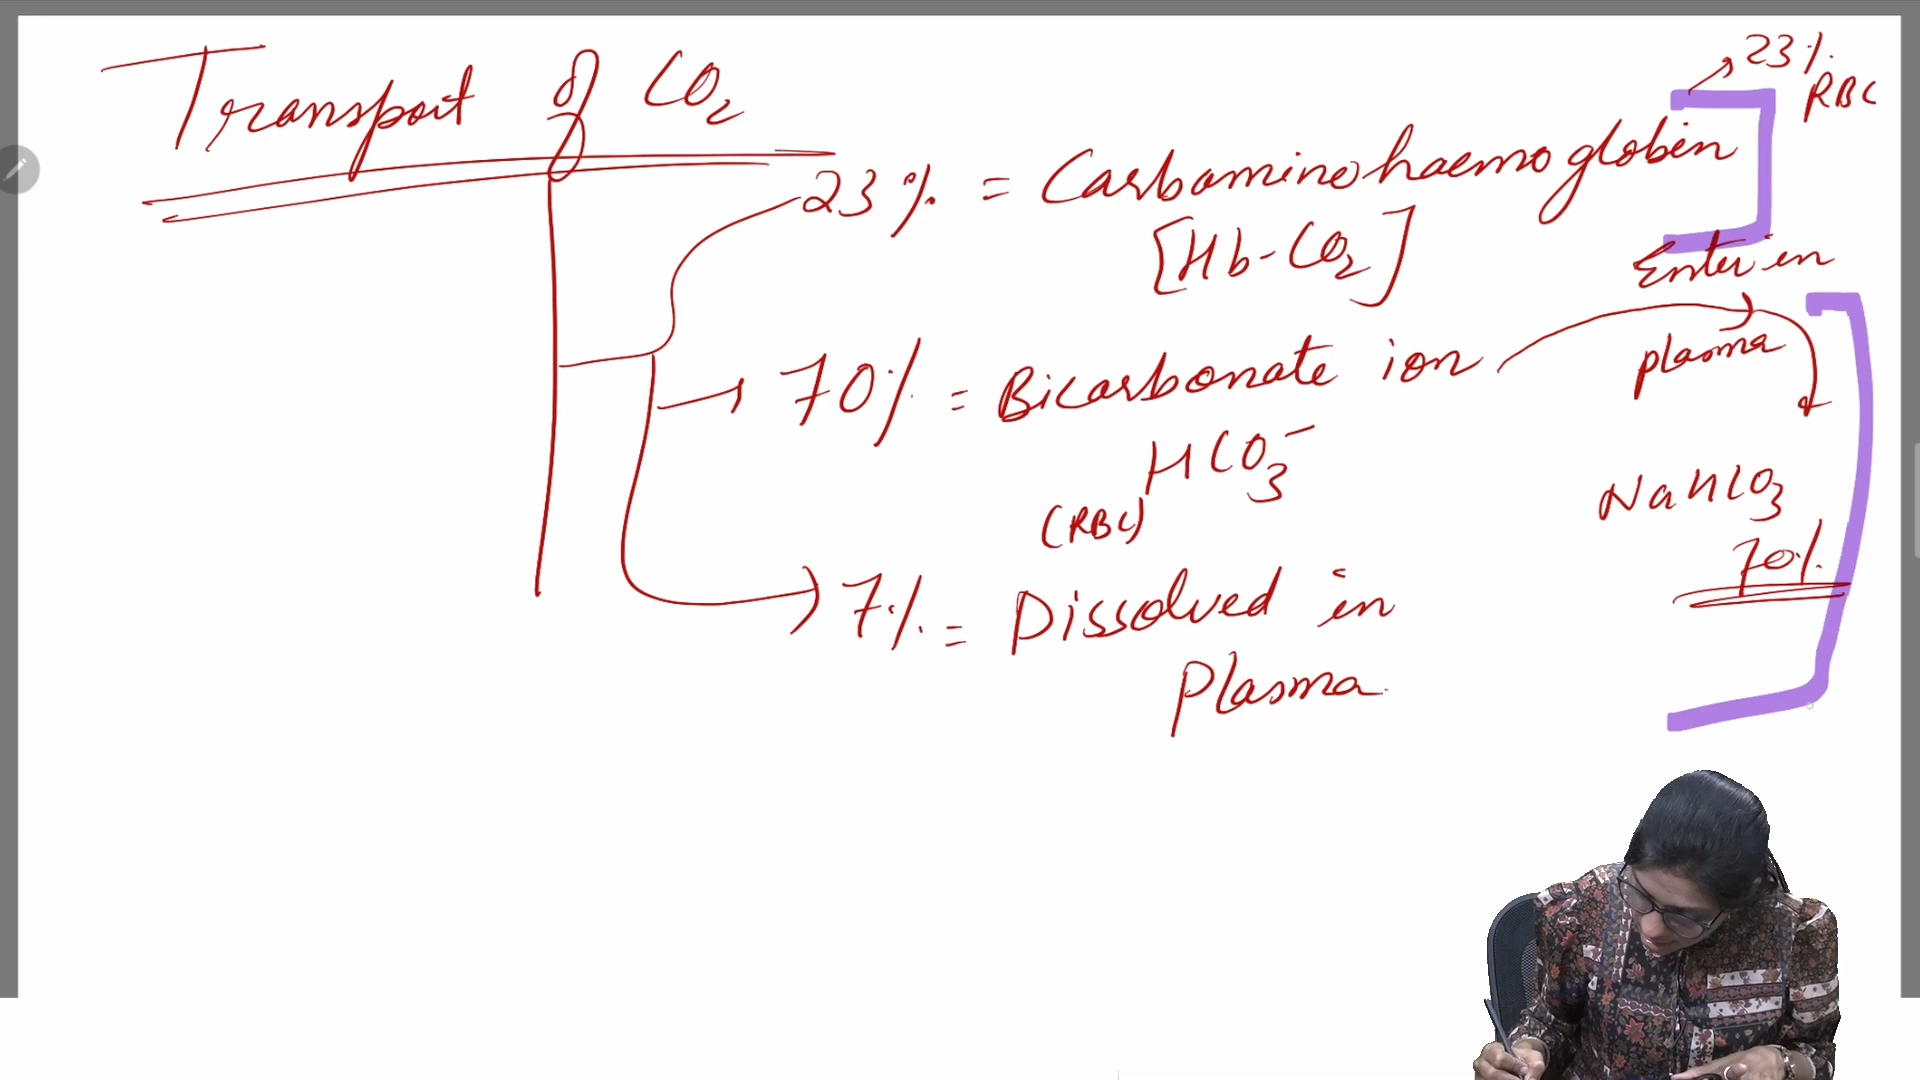 Transport of CO2
23% RBC
23% = Carbaminohaemoglobin
[Hb-CO2]
Enter in
plasma
70% = Bicarbonate ion
HCO3-
(RBC)
NaHCO3
70%
7% = Dissolved in
Plasma